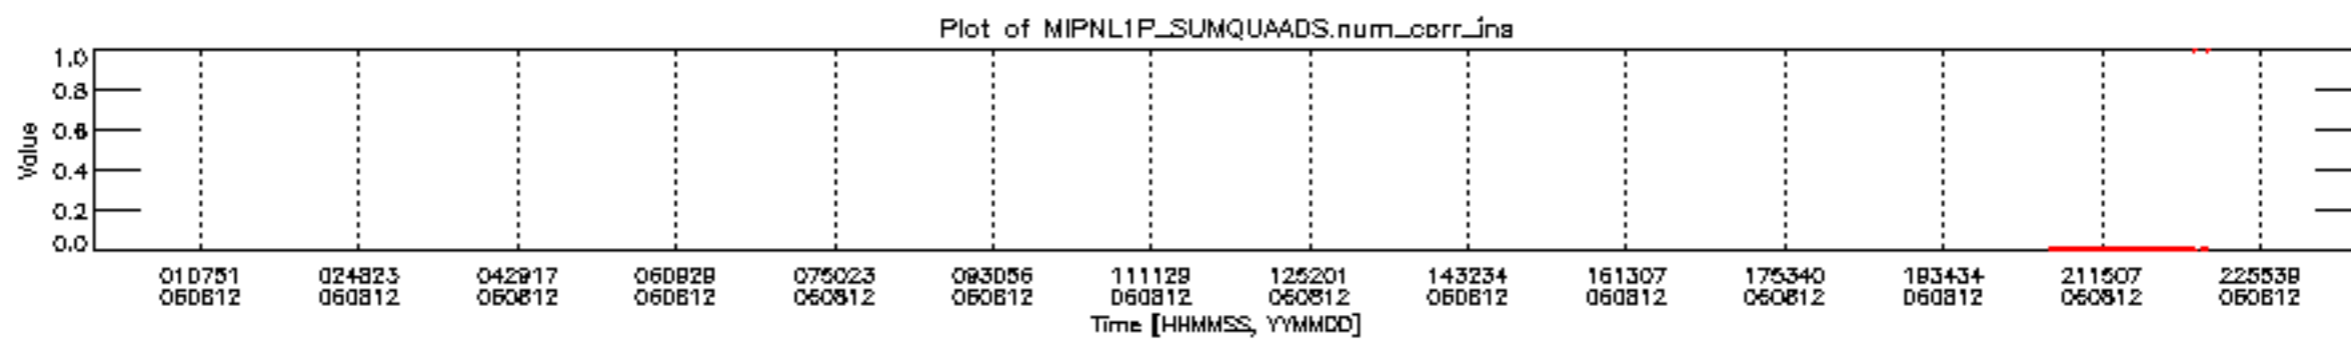 Plot of MIPNL1P_SUMQUAADS.num_corr_ins
1.0
0.8
0.6
0.4
0.2
0.0
Value
010751 024823 042917 060929 075023 093056 111129 125201 143234 161307 175340 193434 211507 225539
060812 060812 060812 060812 060812 060812 060812 060812 060812 060812 060812 060812 060812 060812
Time [HHMMSS, YYMMDD]